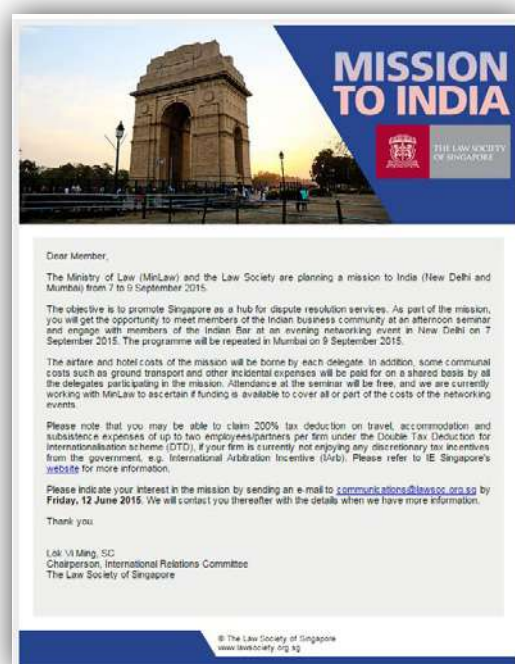 MISSION
TO INDIA
THE LAW SOCIETY
OF SINGAPORE
Dear Member,
The Ministry of Law (MinLaw) and the Law Society are planning a mission to India (New Delhi and
Mumbai) from 7 to 9 September 2015.
The objective is to promote Singapore as a hub for dispute resolution services. As part of the mission,
you will get the opportunity to meet members of the Indian business community at an afternoon seminar
and engage with members of the Indian Bar at an evening networking event in New Delhi on 7
September 2015. The programme will be repeated in Mumbai on 9 September 2015.
The airfare and hotel costs of the mission will be borne by each delegate. In addition, some communal
costs such as ground transport and other incidental expenses will be paid for on a shared basis by all
the delegates participating in the mission. Attendance at the seminar will be free, and we are currently
working with MinLaw to ascertain if funding is available to cover all or part of the costs of the networking
events.
Please note that you may be able to claim 200% tax deduction on travel, accommodation and
subsistence expenses of up to two employees/partners per firm under the Double Tax Deduction for
Internationalisation scheme (DTD), if your firm is currently not enjoying any discretionary tax incentives
from the government, e.g. International Arbitration Incentive (IArb). Please refer to IE Singapore's
website for more information.
Please indicate your interest in the mission by sending an e-mail to communications@lawsoc.org.sg by
Friday, 12 June 2015. We will contact you thereafter with the details when we have more information.
Thank you.
Lok Vi Ming, SC
Chairperson, International Relations Committee
The Law Society of Singapore
© The Law Society of Singapore
www.lawsociety.org.sg